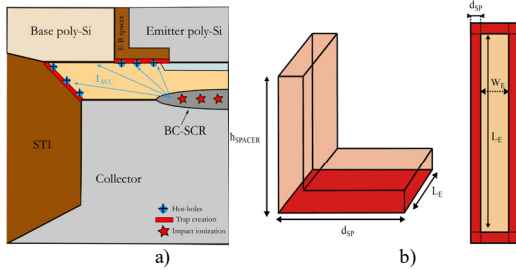 Base poly-Si
E-B spacer
Emitter poly-Si
I_AVL
BC-SCR
STI
Collector
Hot-holes
Trap creation
Impact ionization
a)
h_SPACER
L_E
d_SP
b)
d_SP
W_E
L_E